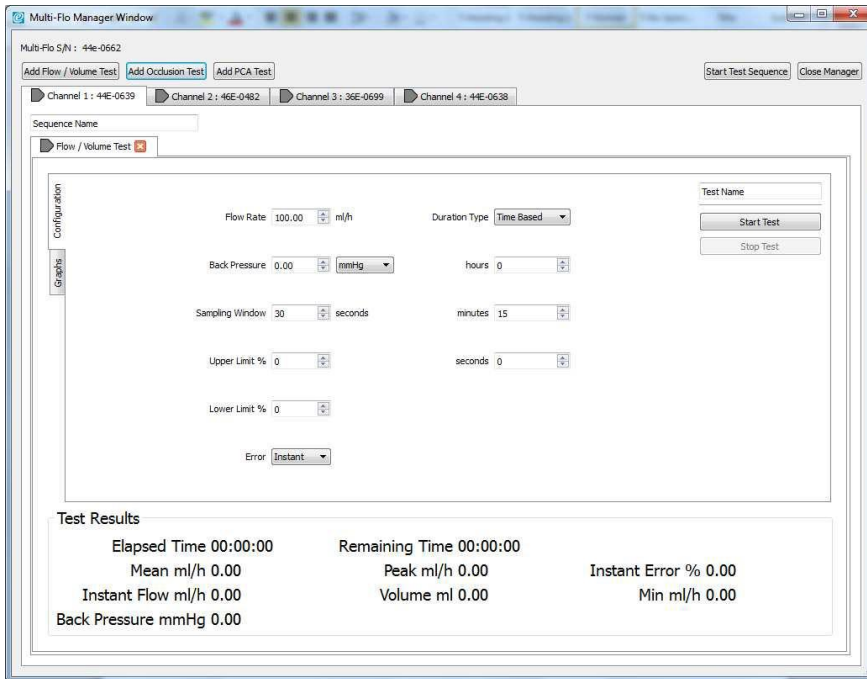 Multi-Flo Manager Window
Multi-Flo S/N : 44e-0662
Add Flow / Volume Test Add Occlusion Test Add PCA Test Start Test Sequence Close Manager
Channel 1 : 44E-0639 Channel 2 : 46E-0482 Channel 3 : 36E-0699 Channel 4 : 44E-0638
Sequence Name
Flow / Volume Test
Configuration
Graphs
Test Name
Flow Rate 100.00 ml/h Duration Type Time Based Start Test
Stop Test
Back Pressure 0.00 mmHg hours 0
Sampling Window 30 seconds minutes 15
Upper Limit % 0 seconds 0
Lower Limit % 0
Error Instant
Test Results
Elapsed Time 00:00:00 Remaining Time 00:00:00
Mean ml/h 0.00 Peak ml/h 0.00 Instant Error % 0.00
Instant Flow ml/h 0.00 Volume ml 0.00 Min ml/h 0.00
Back Pressure mmHg 0.00